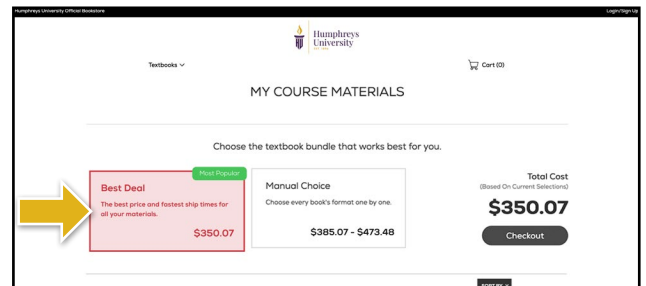 Humphreys University Official Bookstore
Login/Sign Up
Humphreys
University
Textbooks
Cart (0)
MY COURSE MATERIALS
Choose the textbook bundle that works best for you.
Most Popular
Best Deal
The best price and fastest ship times for
all your materials.
$350.07
Manual Choice
Choose every book's format one by one.
$385.07 - $473.48
Total Cost
(Based On Current Selections)
$350.07
Checkout
SORT BY